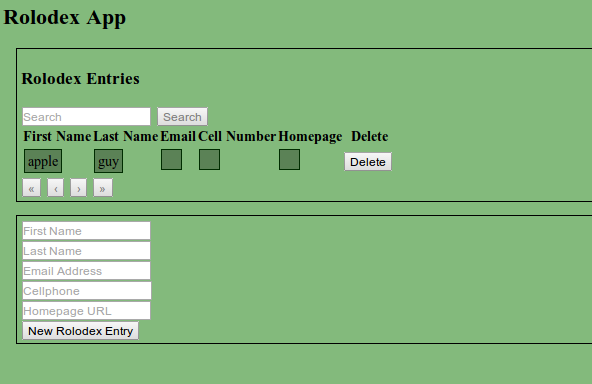 Rolodex App
Rolodex Entries
Search Search
First Name Last Name Email Cell Number Homepage Delete
apple guy Delete
« ‹ › »
First Name
Last Name
Email Address
Cellphone
Homepage URL
New Rolodex Entry